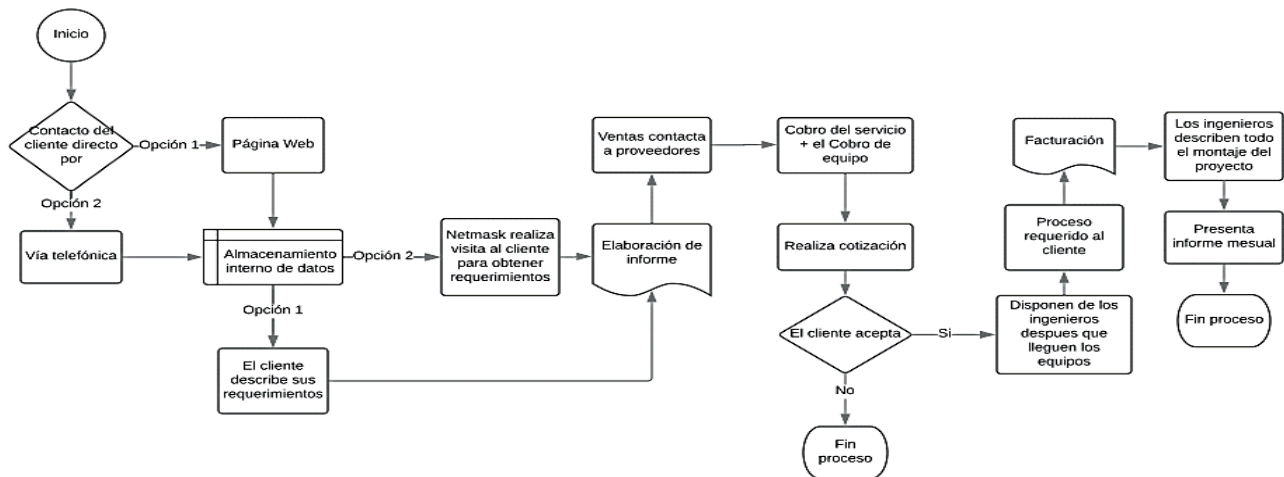 Inicio
Contacto del
cliente directo
por
Opción 1
Página Web
Opción 2
Vía telefónica
Almacenamiento
interno de datos
Opción 2
Opción 1
El cliente
describe sus
requerimientos
Netmask realiza
visita al cliente
para obtener
requerimientos
Elaboración de
informe
Ventas contacta
a proveedores
Cobro del servicio
+ el Cobro de
equipo
Realiza cotización
El cliente acepta
Si
No
Fin
proceso
Disponen de los
ingenieros
despues que
lleguen los
equipos
Proceso
requerido al
cliente
Facturación
Los ingenieros
describen todo
el montaje del
proyecto
Presenta
informe mesual
Fin proceso